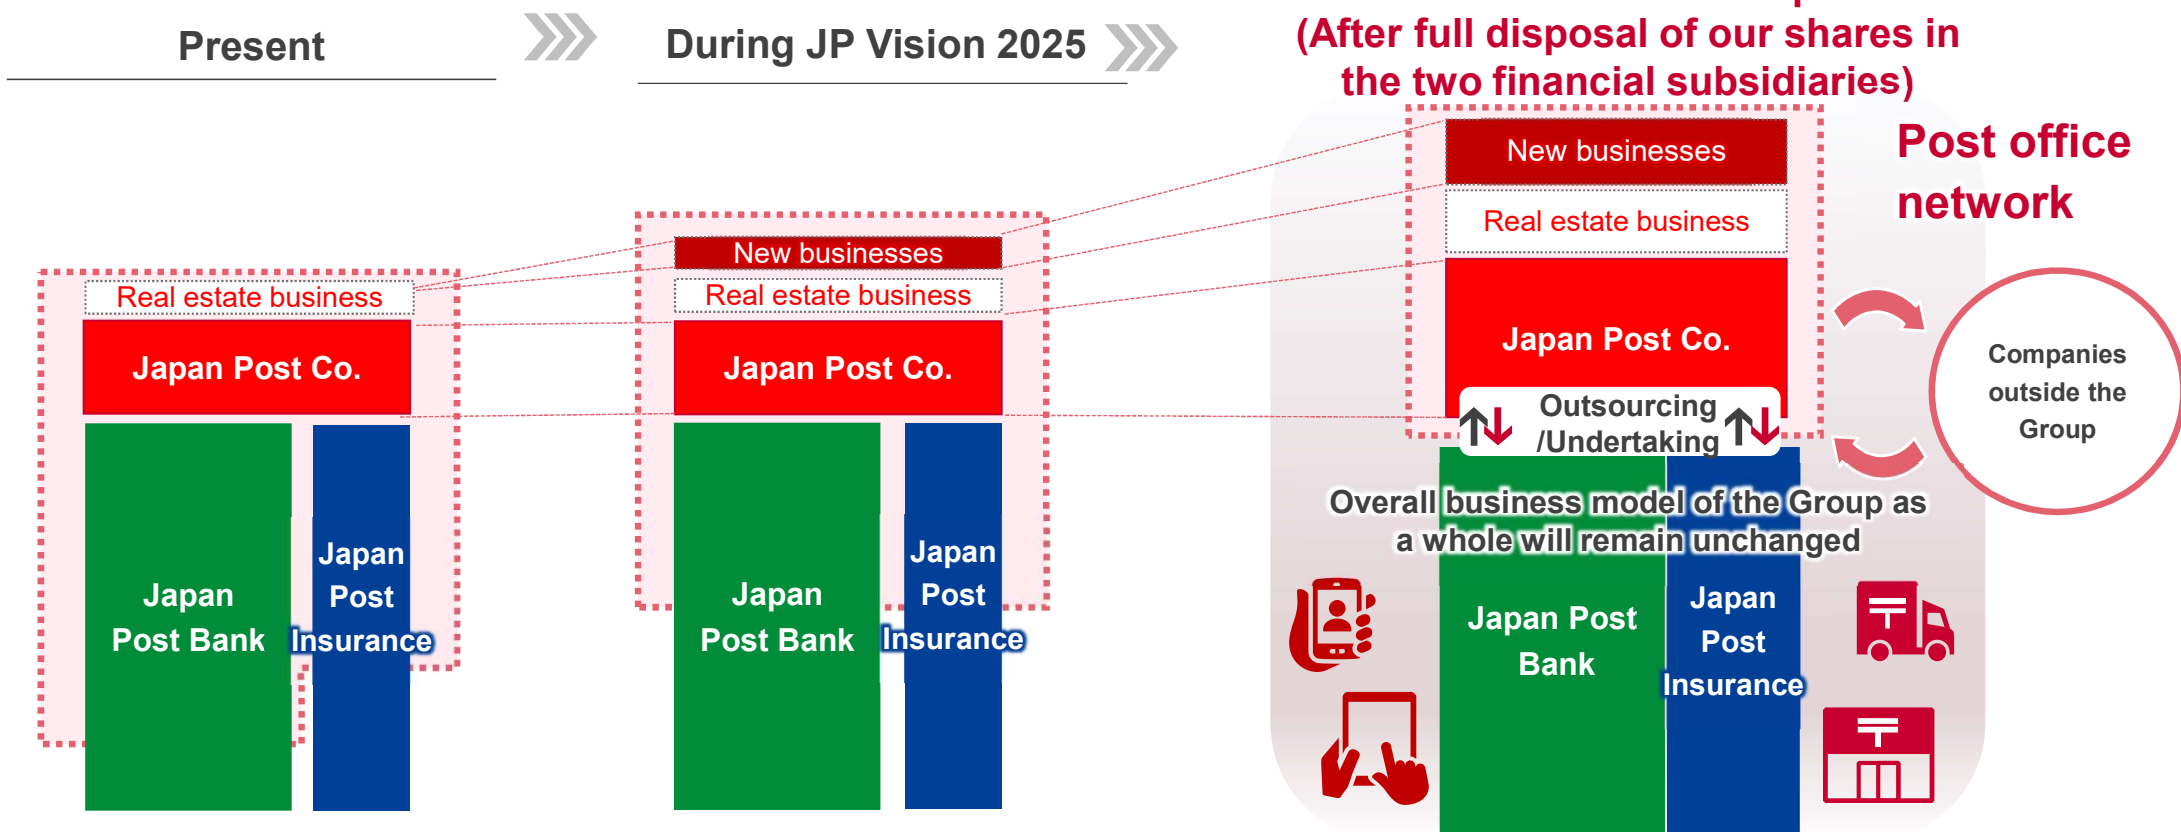 Present
During JP Vision 2025
(After full disposal of our shares in
the two financial subsidiaries)
Real estate business
Japan Post Co.
Japan
Post Bank
Japan
Post
Insurance
New businesses
Real estate business
Japan Post Co.
Japan
Post Bank
Japan
Post
Insurance
New businesses
Real estate business
Japan Post Co.
Outsourcing
/Undertaking
Overall business model of the Group as
a whole will remain unchanged
Japan Post
Bank
Japan
Post
Insurance
Post office
network
Companies
outside the
Group